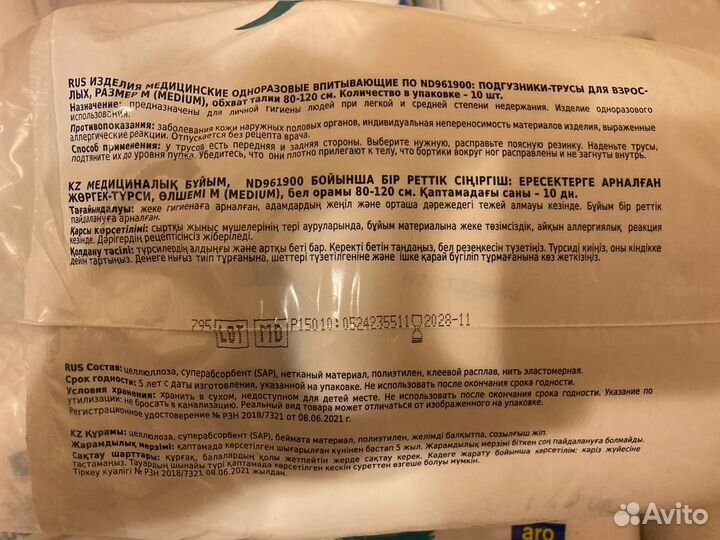 RUS ИЗДЕЛИЯ МЕДИЦИНСКИЕ ОДНОРАЗОВЫЕ ВПИТЫВАЮЩИЕ ПО ND961900: ПОДГУЗНИКИ-ТРУСЫ ДЛЯ ВЗРОС-
ЛЫХ, РАЗМЕР M (MEDIUM), обхват талии 80-120 см. Количество в упаковке – 10 шт.
Назначение: предназначены для личной гигиены людей при легкой и средней степени недержания. Изделие одноразового
использования.
Противопоказания: заболевания кожи наружных половых органов, индивидуальная непереносимость материалов изделия, выраженные
аллергические реакции. Отпускается без рецепта врача.
Способ применения: у трусов есть передняя и задняя стороны. Выберите нужную, расправьте поясную резинку. Наденьте трусы,
подтяните их до уровня пупка. Убедитесь, что они плотно прилегают к телу, что бортики вокруг ног расправлены и не загнуты внутрь.
KZ МЕДИЦИНАЛЫҚ БҰЙЫМ, ND961900 БОЙЫНША БІР РЕТТІК СІҢІРГІШ: ЕРЕСЕКТЕРГЕ АРНАЛҒАН
ЖӨРГЕК-ТҮРСИ, ӨЛШЕМІ M (MEDIUM), бел орамы 80-120 см. Қаптамадағы саны - 10 дн.
Тағайындалуы: жеке гигиенаға арналған, адамдардың жеңіл және орташа дәрежедегі тежей алмауы кезінде. Бұйым бір реттік
пайдалануға арналған.
Қарсы көрсетілімі: сыртқы жыныс мүшелерінің тері ауруларында, бұйым материалына жеке төзімсіздік, айқын аллергиялық реакция
кезінде. Дәрігердің рецептісінсіз жіберіледі.
Қолдану тәсілі: түрсилердің алдыңғы және артқы беті бар. Керекті бетін таңдаңыз, бел резеңкесін түзетіңіз. Түрсиді киіңіз, оны кіндікке
дейін тартыңыз. Денеге нығыз тиіп тұрғанына, шеттері түзетілгеніне және ішке қарай бүгіліп тұрмағанына көз жеткізіңіз.
795 LOT MD P15010:0524235511 2028-11
RUS Состав: целлюллоза, суперабсорбент (SAP), нетканый материал, полиэтилен, клеевой расплав, нить эластомерная.
Срок годности: 5 лет с даты изготовления, указанной на упаковке. Не использовать после окончания срока годности.
Условия хранения: хранить в сухом, недоступном для детей месте. Не использовать после окончания срока годности. Указание по
утилизации: не бросать в канализацию. Реальный вид товара может отличаться от изображенного на упаковке.
Регистрационное удостоверение № РЗН 2018/7321 от 08.06.2021 г.
KZ Құрамы: целлюлоза, суперабсорбент (SAP), беймата материал, полиэтилен, желімді балқытпа, созылғыш жіп.
Жарамдылық мерзімі: қаптамада көрсетілген шығарылған күнінен бастап 5 жыл. Жарамдылық мерзімі біткен соң пайдалануға болмайды.
Сақтау шарттары: құрғақ, балалардың қолы жетпейтін жерде сақтау керек. Кәдеге жарату бойынша көрсетілім: кәріз жүйесіне
тастамаңыз. Тауардың шынайы түрі қаптамада көрсетілген кескін суреттен өзгеше болуы мүмкін.
Тіркеу куәлігі № РЗН 2018/7321 08.06.2021 жылдан.
aro
Avito